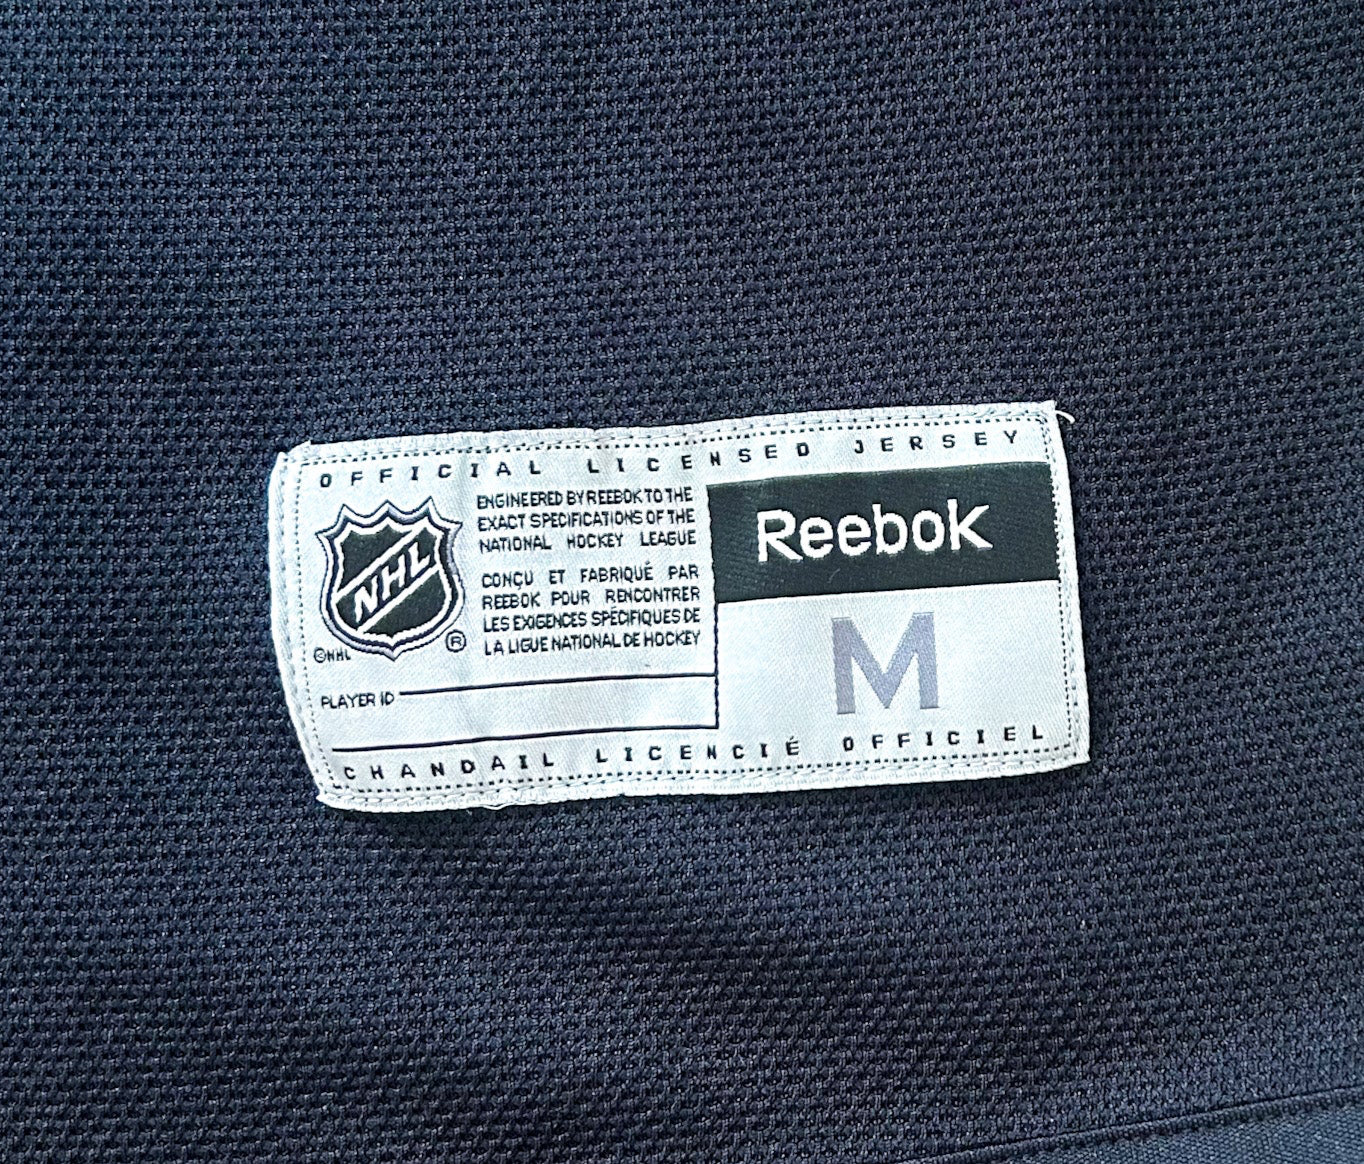 OFFICIAL LICENSED JERSEY
NHL
®
©NHL
ENGINEERED BY REEBOK TO THE
EXACT SPECIFICATIONS OF THE
NATIONAL HOCKEY LEAGUE
CONÇU ET FABRIQUÉ PAR
REEBOK POUR RENCONTRER
LES EXIGENCES SPÉCIFIQUES DE
LA LIGUE NATIONAL DE HOCKEY
Reebok
M
PLAYER ID
CHANDAIL LICENCIÉ OFFICIEL